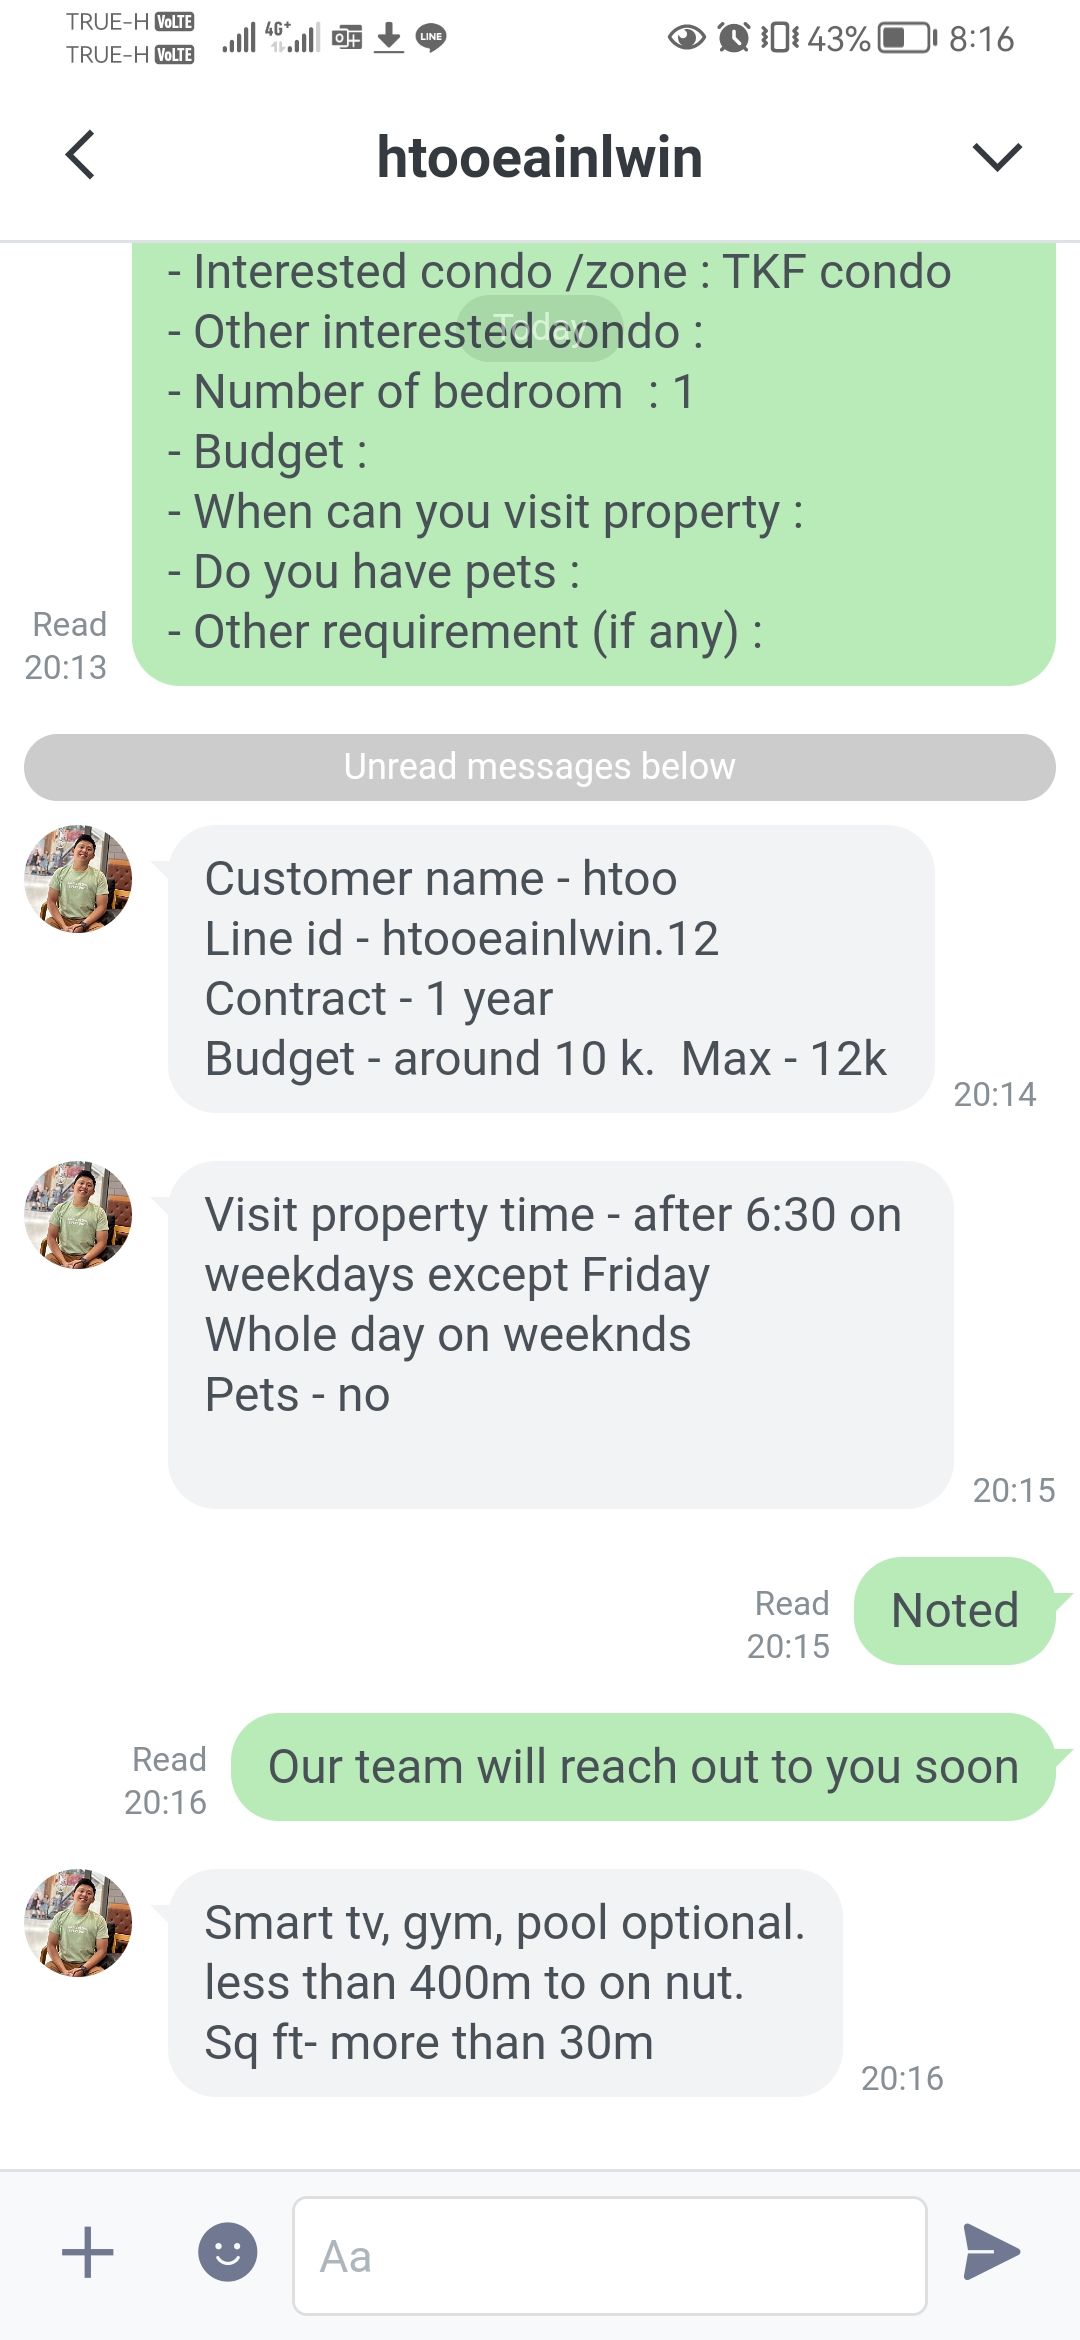 TRUE-H VoLTE
TRUE-H VoLTE
4G+
LINE
43%
8:16
htooeainlwin
- Interested condo /zone : TKF condo
Today
- Other interested condo :
- Number of bedroom  : 1
- Budget :
- When can you visit property :
- Do you have pets :
- Other requirement (if any) :
Read
20:13
Unread messages below
Customer name - htoo
Line id - htooeainlwin.12
Contract - 1 year
Budget - around 10 k.  Max - 12k
20:14
Visit property time - after 6:30 on
weekdays except Friday
Whole day on weeknds
Pets - no
20:15
Noted
Read
20:15
Our team will reach out to you soon
Read
20:16
Smart tv, gym, pool optional.
less than 400m to on nut.
Sq ft- more than 30m
20:16
Aa